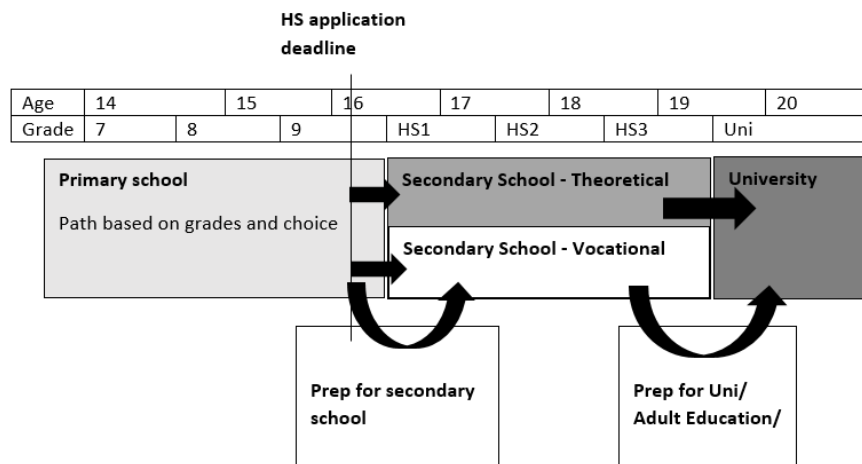 HS application
deadline
Age 14 15 16 17 18 19 20
Grade 7 8 9 HS1 HS2 HS3 Uni
Primary school
Path based on grades and choice
Secondary School - Theoretical
University
Secondary School - Vocational
Prep for secondary
school
Prep for Uni/
Adult Education/